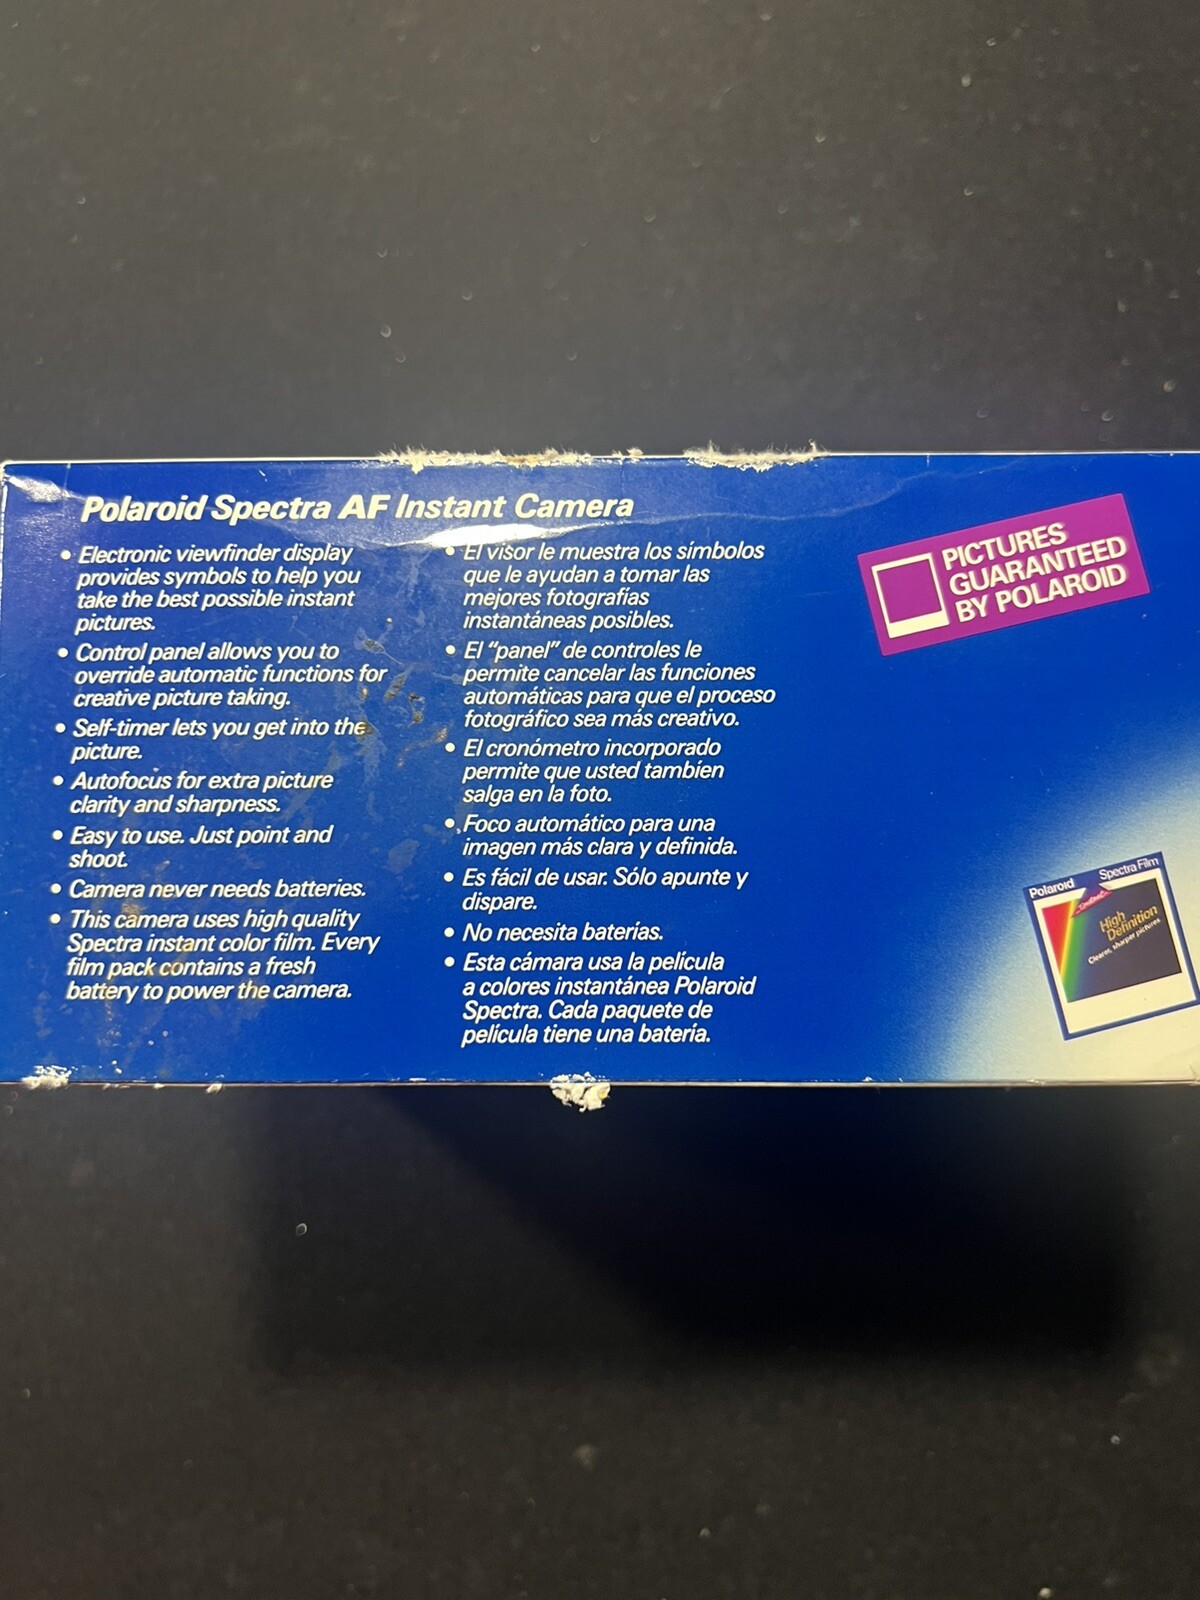 Polaroid Spectra AF Instant Camera
• Electronic viewfinder display
provides symbols to help you
take the best possible instant
pictures.
• Control panel allows you to
override automatic functions for
creative picture taking.
• Self-timer lets you get into the
picture.
• Autofocus for extra picture
clarity and sharpness.
• Easy to use. Just point and
shoot.
• Camera never needs batteries.
• This camera uses high quality
Spectra instant color film. Every
film pack contains a fresh
battery to power the camera.
• El visor le muestra los símbolos
que le ayudan a tomar las
mejores fotografías
instantáneas posibles.
• El “panel” de controles le
permite cancelar las funciones
automáticas para que el proceso
fotográfico sea más creativo.
• El cronómetro incorporado
permite que usted tambíen
salga en la foto.
• Foco automático para una
imagen más clara y definida.
• Es fácil de usar. Sólo apunte y
dispare.
• No necesita baterías.
• Esta cámara usa la película
a colores instantánea Polaroid
Spectra. Cada paquete de
película tiene una batería.
PICTURES
GUARANTEED
BY POLAROID
Polaroid Spectra Film
Instant
High
Definition
Clearer, sharper pictures